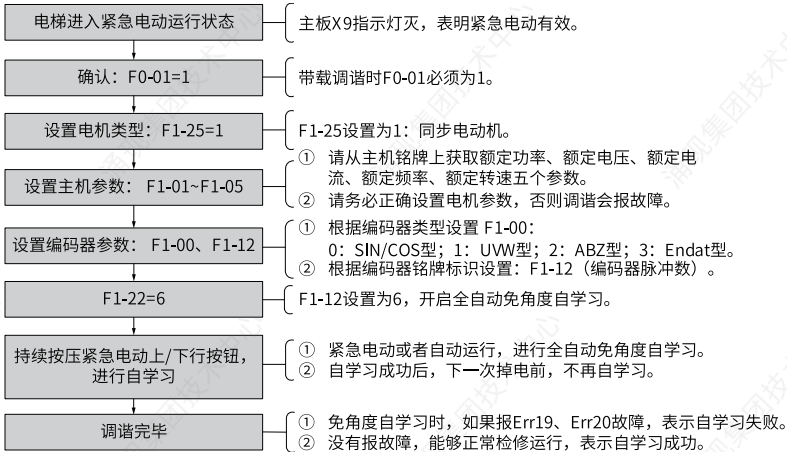 电梯进入紧急电动运行状态
主板X9指示灯灭，表明紧急电动有效。
确认：F0-01=1
带载调谐时F0-01必须为1。
设置电机类型：F1-25=1
F1-25设置为1：同步电动机。
设置主机参数： F1-01~F1-05
① 请从主机铭牌上获取额定功率、额定电压、额定电
流、额定频率、额定转速五个参数。
② 请务必正确设置电机参数，否则调谐会报故障。
设置编码器参数： F1-00、F1-12
① 根据编码器类型设置 F1-00：
0：SIN/COS型；1：UVW型；2：ABZ型；3：Endat型。
② 根据编码器铭牌标识设置：F1-12（编码器脉冲数）。
F1-22=6
F1-12设置为6，开启全自动免角度自学习。
持续按压紧急电动上/下行按钮，
进行自学习
① 紧急电动或者自动运行，进行全自动免角度自学习。
② 自学习成功后，下一次掉电前，不再自学习。
调谐完毕
① 免角度自学习时，如果报Err19、Err20故障，表示自学习失败。
② 没有报故障，能够正常检修运行，表示自学习成功。